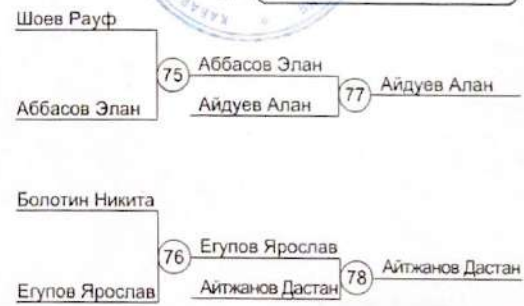 Шоев Рауф
75
Аббасов Элан
Айдуев Алан
77
Айдуев Алан
Аббасов Элан
Болотин Никита
76
Егупов Ярослав
Айтжанов Дастан
78
Айтжанов Дастан
Егупов Ярослав